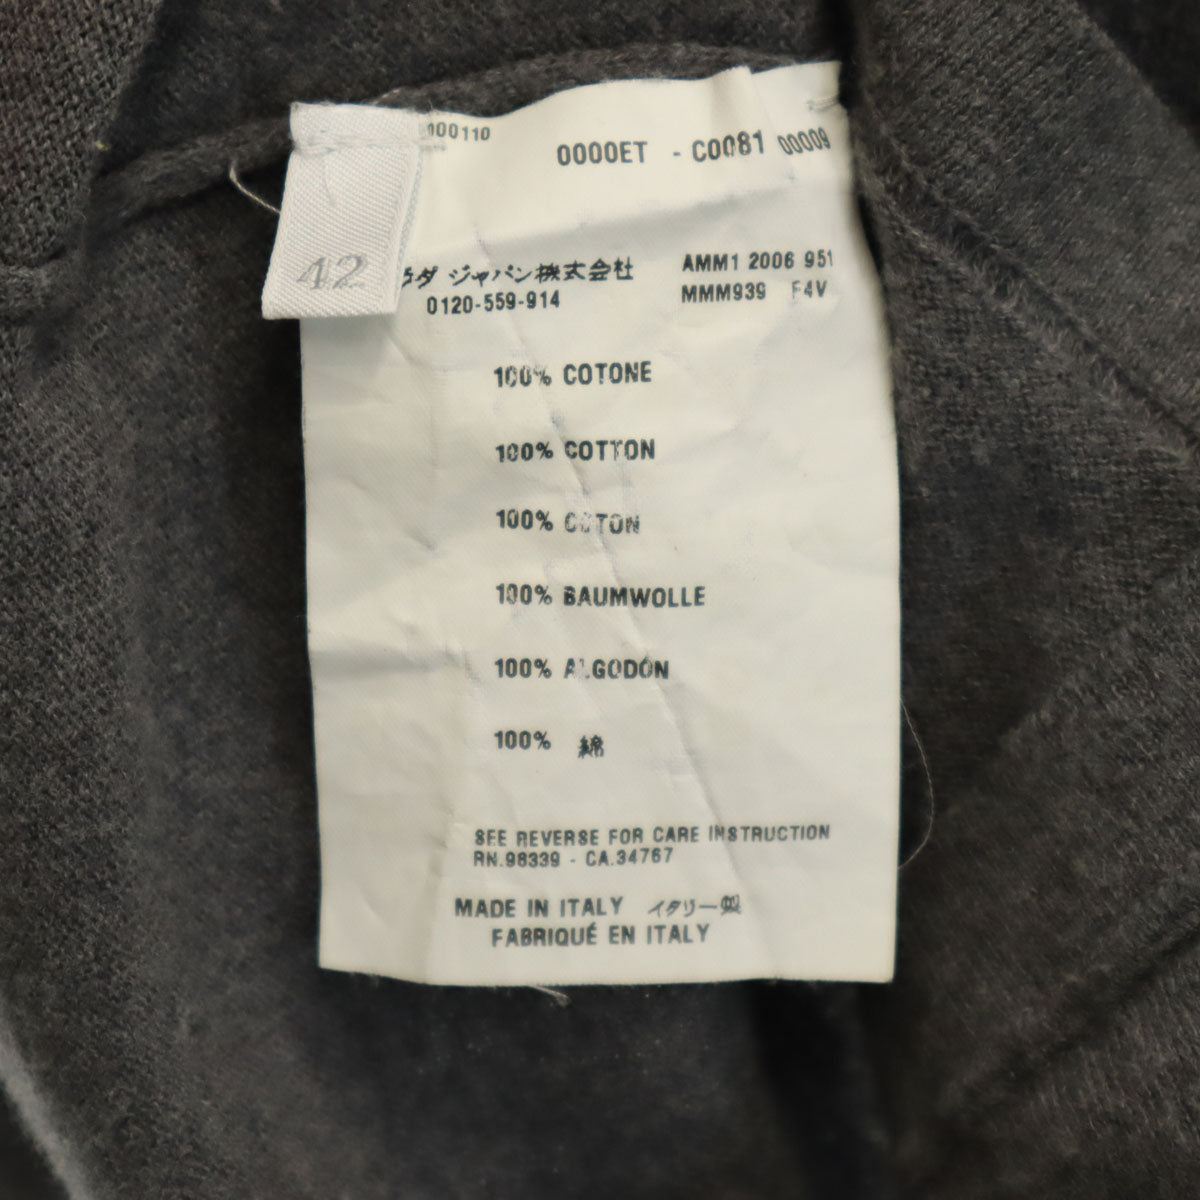 000110
0000ET - C0081 00009
42
ダ ジャパン株式会社
0120-559-914
AMM1 2006 951
MMM939 F4V
100% COTONE
100% COTTON
100% COTON
100% BAUMWOLLE
100% ALGODÓN
100% 綿
SEE REVERSE FOR CARE INSTRUCTION
RN.98339 - CA.34767
MADE IN ITALY イタリー製
FABRIQUÉ EN ITALY